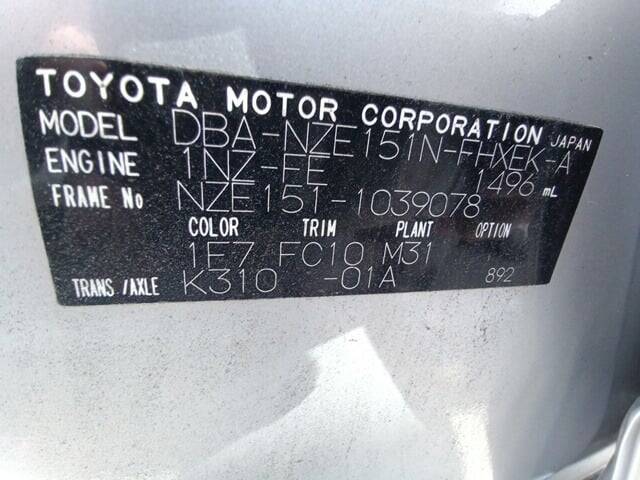 TOYOTA MOTOR CORPORATION JAPAN
MODEL DBA-NZE151N-FHXEK-A
ENGINE 1NZ-FE 1496 mL
FRAME No NZE151-1039078
COLOR TRIM PLANT OPTION
1E7 FC10 M31
TRANS/AXLE K310 -01A 892